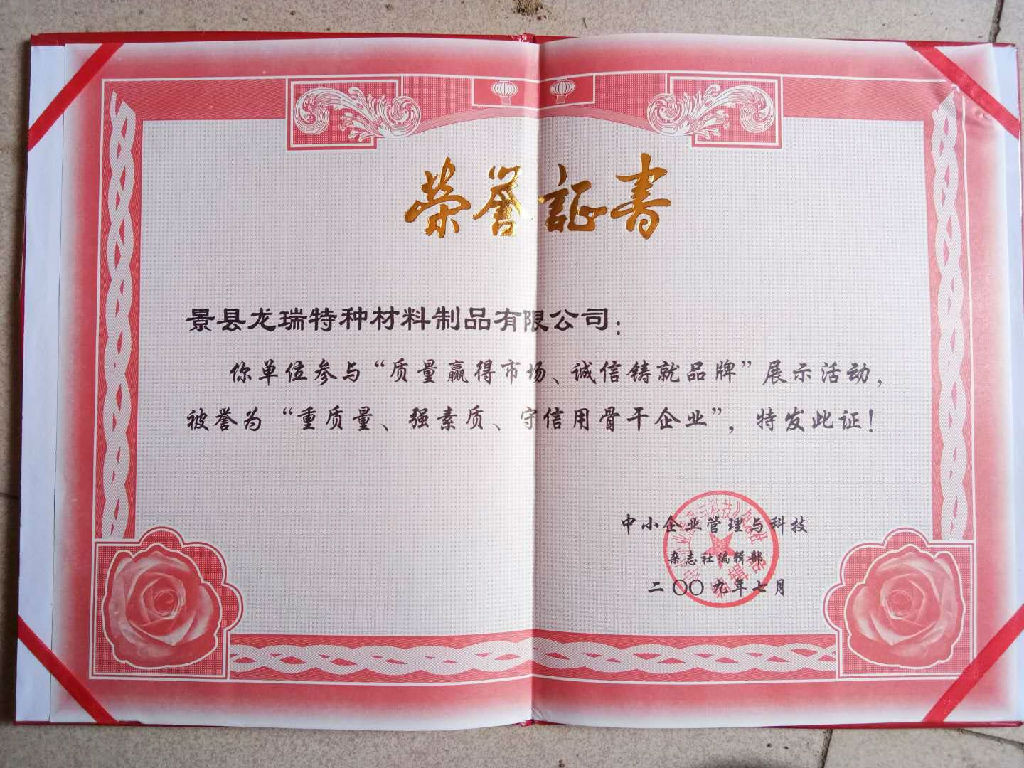 荣誉證书
景县龙瑞特种材料制品有限公司：
你单位参与“质量赢得市场、诚信铸就品牌”展示活动，
被誉为“重质量、强素质、守信用骨干企业”，特发此证！
中小企业管理与科技
杂志社编辑部
二〇〇九年七月